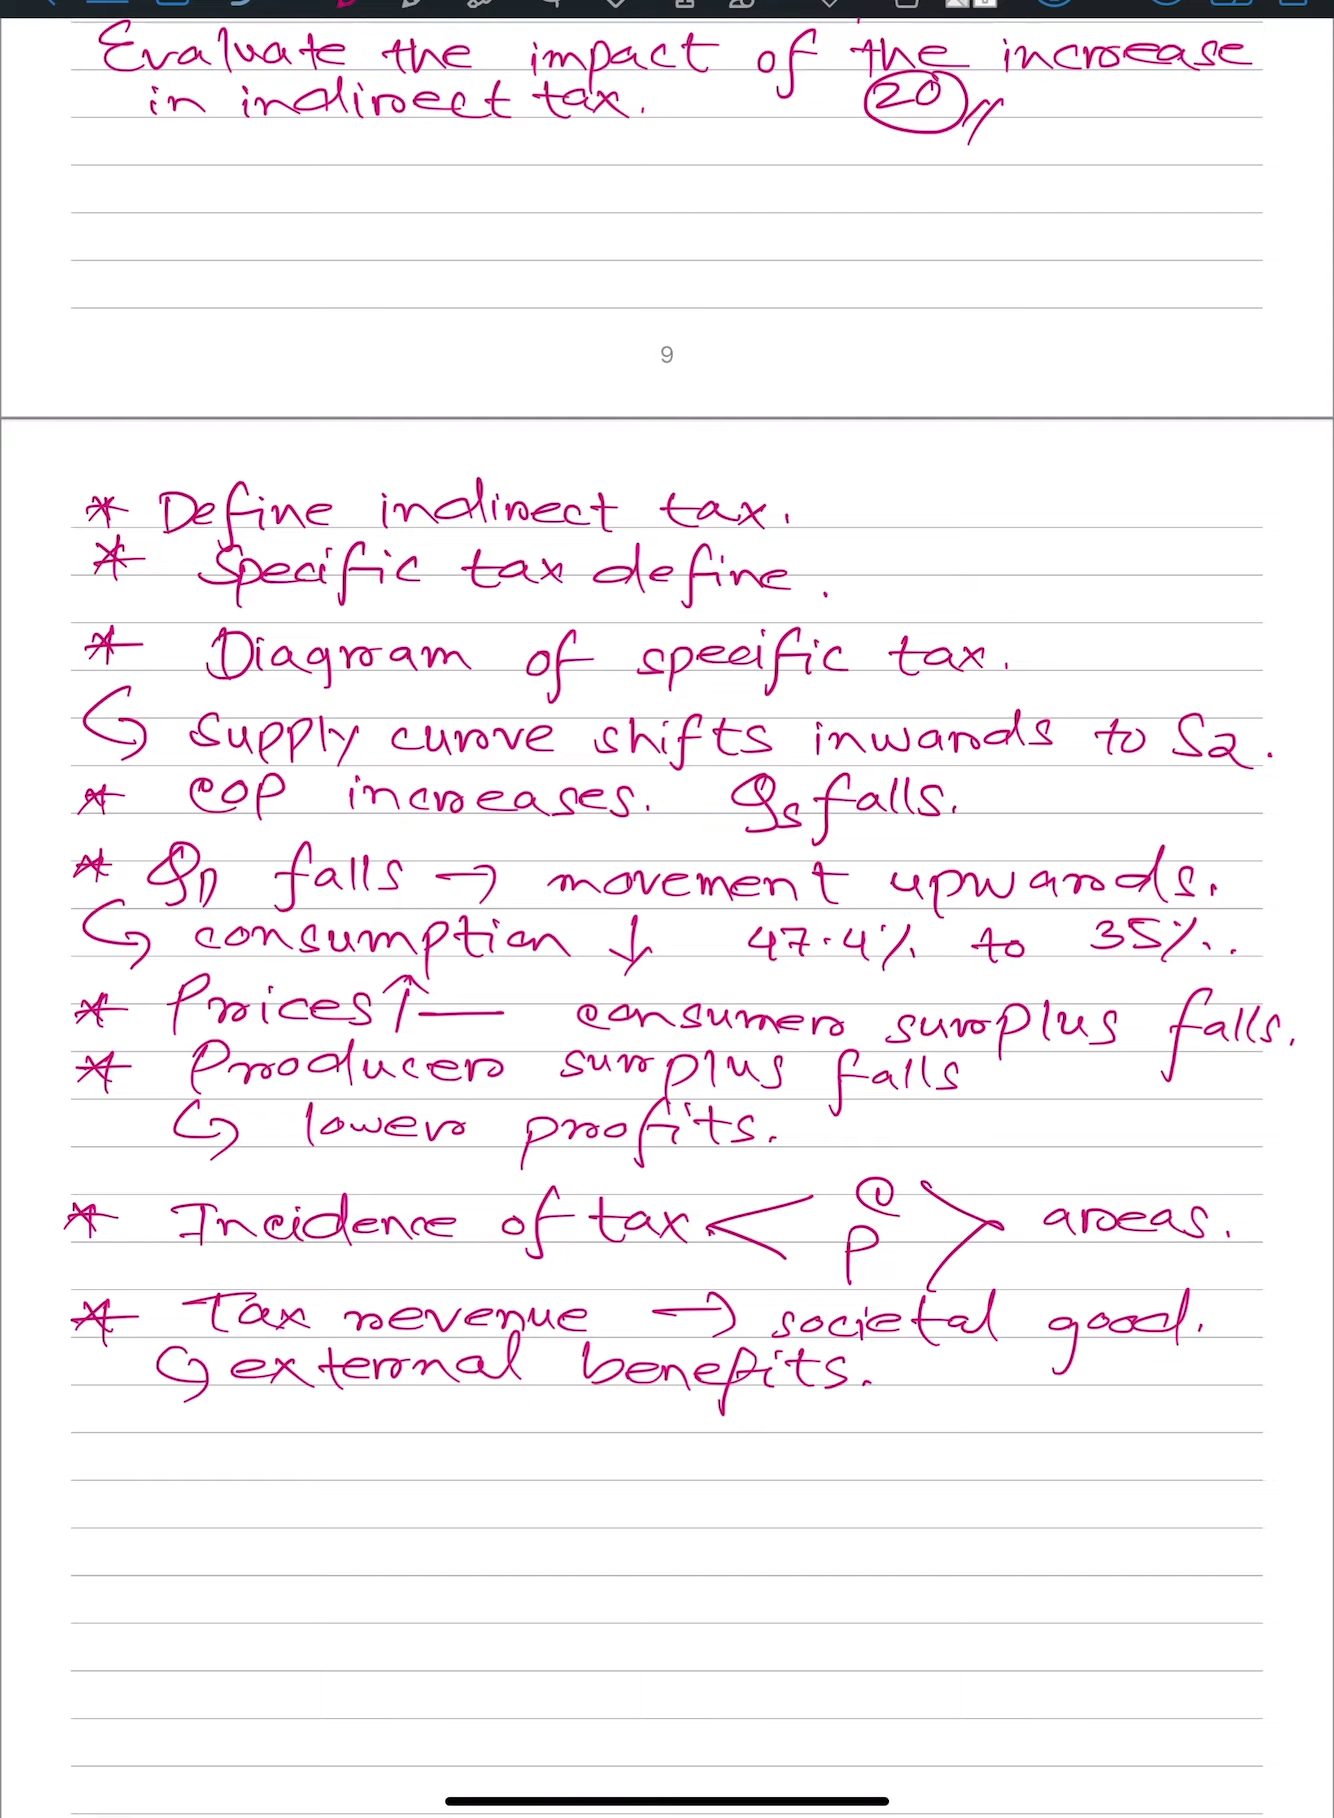 Evaluate the impact of the increase
in indirect tax. 20
9
* Define indirect tax.
* Specific tax define.
* Diagram of specific tax.
↳ Supply curve shifts inwards to S2.
* COP increases. Qs falls.
* QD falls → movement upwards.
↳ consumption ↓ 47.4% to 35%.
* Prices ↑ — consumer surplus falls.
* Producer surplus falls
↳ lower profits.
* Incidence of tax < C P > areas.
* Tax revenue → societal good.
↳ external benefits.